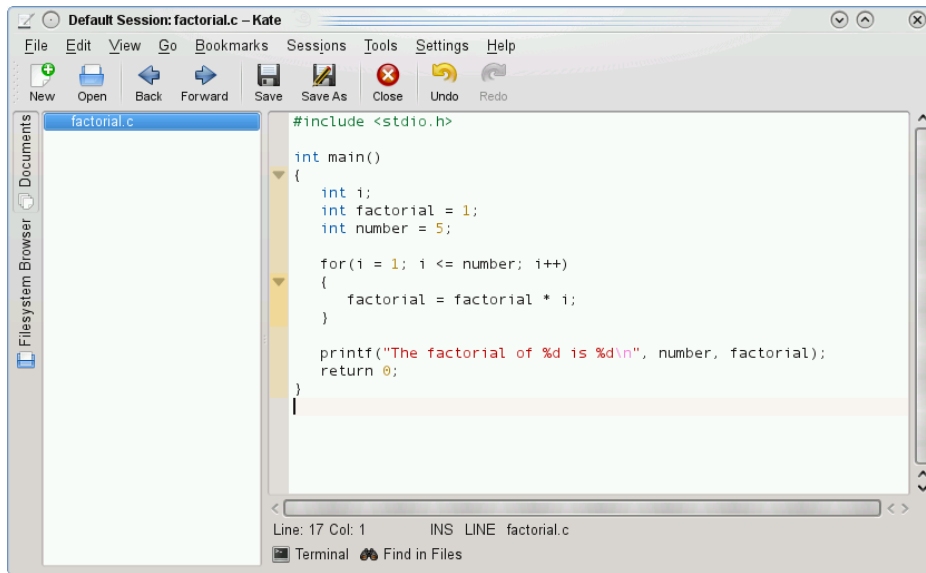 Default Session: factorial.c – Kate
File Edit View Go Bookmarks Sessions Tools Settings Help
New Open Back Forward Save Save As Close Undo Redo
Documents
Filesystem Browser
factorial.c
#include <stdio.h>

int main()
{
   int i;
   int factorial = 1;
   int number = 5;

   for(i = 1; i <= number; i++)
   {
      factorial = factorial * i;
   }

   printf("The factorial of %d is %d\n", number, factorial);
   return 0;
}
Line: 17 Col: 1 INS LINE factorial.c
Terminal Find in Files